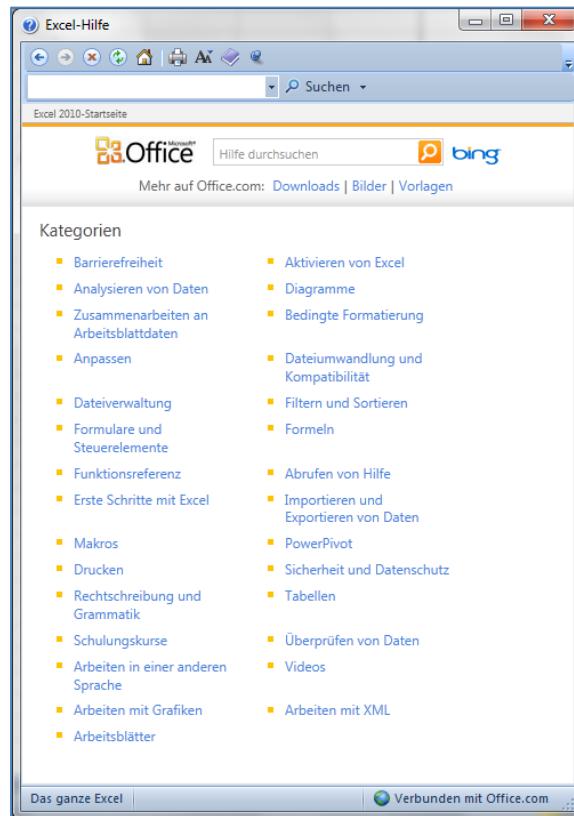 Excel-Hilfe
Suchen
Excel 2010-Startseite
Microsoft
Office
Hilfe durchsuchen
bing
Mehr auf Office.com: Downloads | Bilder | Vorlagen
Kategorien
Barrierefreiheit
Aktivieren von Excel
Analysieren von Daten
Diagramme
Zusammenarbeiten an
Arbeitsblattdaten
Bedingte Formatierung
Anpassen
Dateiumwandlung und
Kompatibilität
Dateiverwaltung
Filtern und Sortieren
Formulare und
Steuerelemente
Formeln
Funktionsreferenz
Abrufen von Hilfe
Erste Schritte mit Excel
Importieren und
Exportieren von Daten
Makros
PowerPivot
Drucken
Sicherheit und Datenschutz
Rechtschreibung und
Grammatik
Tabellen
Schulungskurse
Überprüfen von Daten
Arbeiten in einer anderen
Sprache
Videos
Arbeiten mit Grafiken
Arbeiten mit XML
Arbeitsblätter
Das ganze Excel
Verbunden mit Office.com